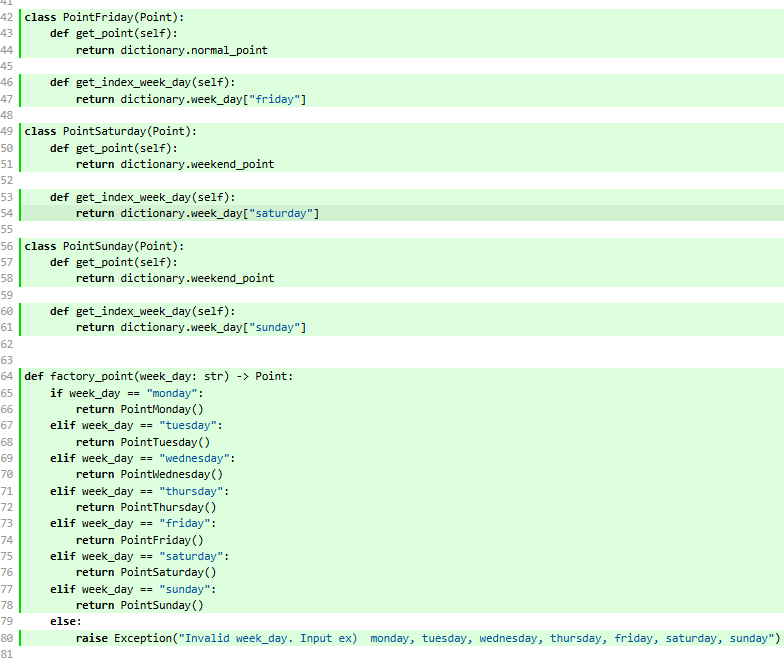 41
42 class PointFriday(Point):
43     def get_point(self):
44         return dictionary.normal_point
45
46     def get_index_week_day(self):
47         return dictionary.week_day["friday"]
48
49 class PointSaturday(Point):
50     def get_point(self):
51         return dictionary.weekend_point
52
53     def get_index_week_day(self):
54         return dictionary.week_day["saturday"]
55
56 class PointSunday(Point):
57     def get_point(self):
58         return dictionary.weekend_point
59
60     def get_index_week_day(self):
61         return dictionary.week_day["sunday"]
62
63
64 def factory_point(week_day: str) -> Point:
65     if week_day == "monday":
66         return PointMonday()
67     elif week_day == "tuesday":
68         return PointTuesday()
69     elif week_day == "wednesday":
70         return PointWednesday()
71     elif week_day == "thursday":
72         return PointThursday()
73     elif week_day == "friday":
74         return PointFriday()
75     elif week_day == "saturday":
76         return PointSaturday()
77     elif week_day == "sunday":
78         return PointSunday()
79     else:
80         raise Exception("Invalid week_day. Input ex)  monday, tuesday, wednesday, thursday, friday, saturday, sunday")
81